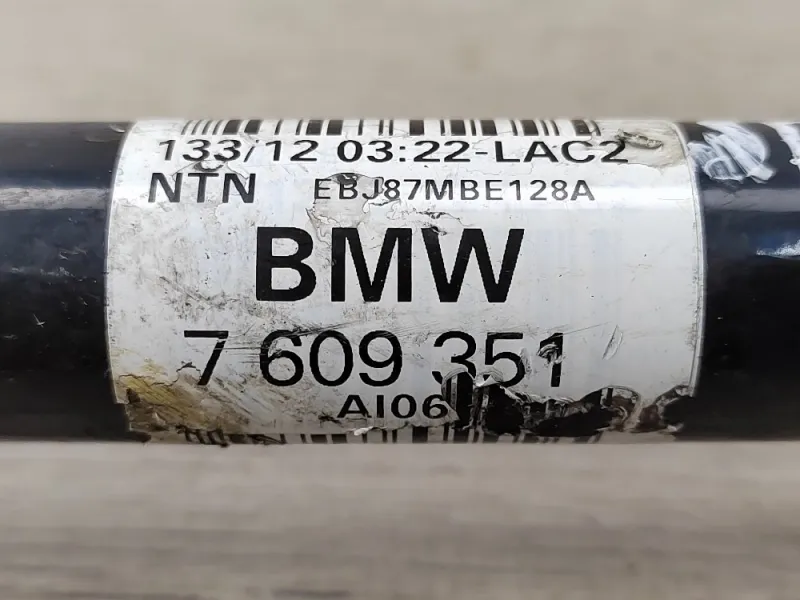 133/12 03:22-LAC2
NTN EBJ87MBE128A
BMW
7 609 351
AI06